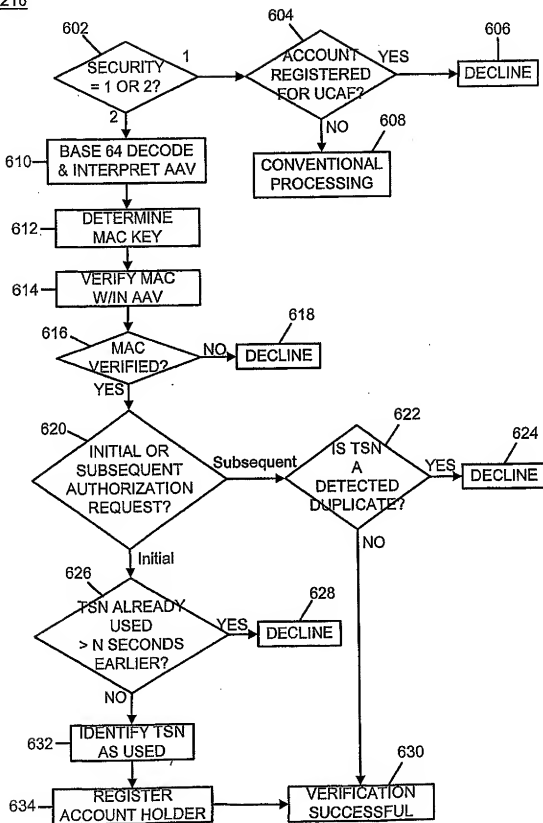 216
602
SECURITY
= 1 OR 2?
1
2
604
ACCOUNT
REGISTERED
FOR UCAF?
YES
NO
606
DECLINE
608
CONVENTIONAL
PROCESSING
610
BASE 64 DECODE
& INTERPRET AAV
612
DETERMINE
MAC KEY
614
VERIFY MAC
W/IN AAV
616
MAC
VERIFIED?
NO
YES
618
DECLINE
620
INITIAL OR
SUBSEQUENT
AUTHORIZATION
REQUEST?
Subsequent
Initial
622
IS TSN
A
DETECTED
DUPLICATE?
YES
NO
624
DECLINE
626
TSN ALREADY
USED
> N SECONDS
EARLIER?
YES
NO
628
DECLINE
632
IDENTIFY TSN
AS USED
634
REGISTER
ACCOUNT HOLDER
630
VERIFICATION
SUCCESSFUL